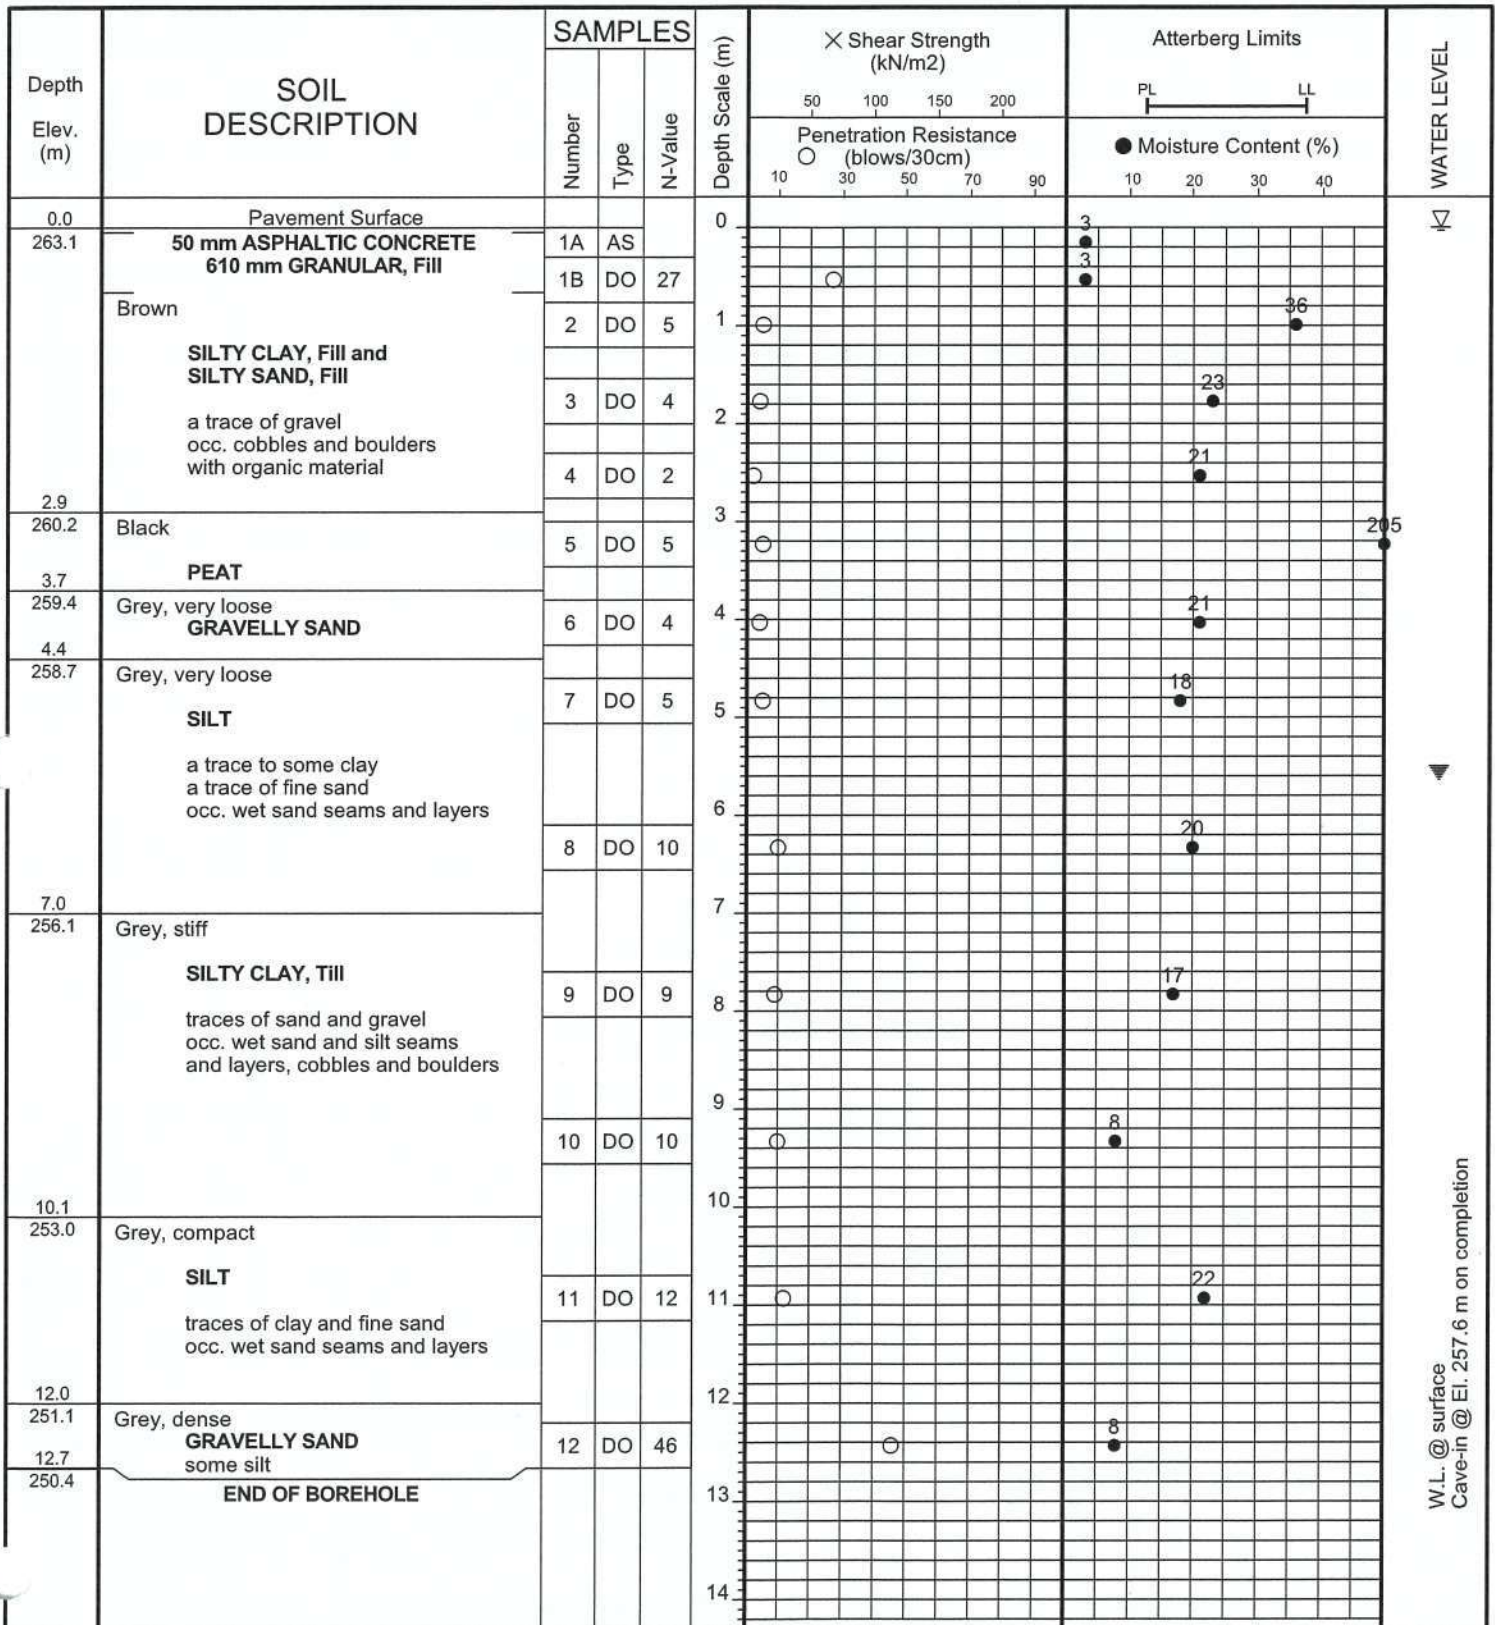 Depth
Elev.
(m)
SOIL
DESCRIPTION
SAMPLES
Number
Type
N-Value
Depth Scale (m)
× Shear Strength
(kN/m2)
50 100 150 200
Penetration Resistance
○ (blows/30cm)
10 30 50 70 90
Atterberg Limits
PL LL
● Moisture Content (%)
10 20 30 40
WATER LEVEL
0.0 Pavement Surface 0
263.1 50 mm ASPHALTIC CONCRETE 1A AS 3
610 mm GRANULAR, Fill 1B DO 27 3
Brown
2 DO 5 1 36
SILTY CLAY, Fill and
SILTY SAND, Fill
3 DO 4 23
a trace of gravel 2
occ. cobbles and boulders
with organic material 4 DO 2 21
2.9
260.2 Black 3 205
5 DO 5
PEAT
3.7
259.4 Grey, very loose 4 21
GRAVELLY SAND 6 DO 4
4.4
258.7 Grey, very loose 18
7 DO 5 5
SILT
a trace to some clay
a trace of fine sand
occ. wet sand seams and layers 6
8 DO 10 20
7.0 7
256.1 Grey, stiff
SILTY CLAY, Till 17
9 DO 9 8
traces of sand and gravel
occ. wet sand and silt seams
and layers, cobbles and boulders
9
10 DO 10 8
10.1 10
253.0 Grey, compact
SILT 22
11 DO 12 11
traces of clay and fine sand
occ. wet sand seams and layers
12.0 12
251.1 Grey, dense
GRAVELLY SAND 12 DO 46 8
12.7 some silt
250.4 END OF BOREHOLE 13
14
W.L. @ surface
Cave-in @ El. 257.6 m on completion